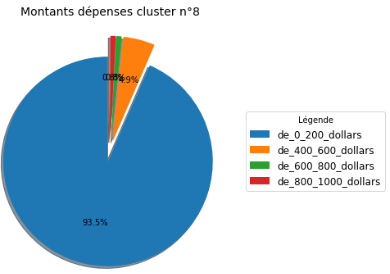 Montants dépenses cluster n°8
4.9%
93.5%
Légende
de_0_200_dollars
de_400_600_dollars
de_600_800_dollars
de_800_1000_dollars